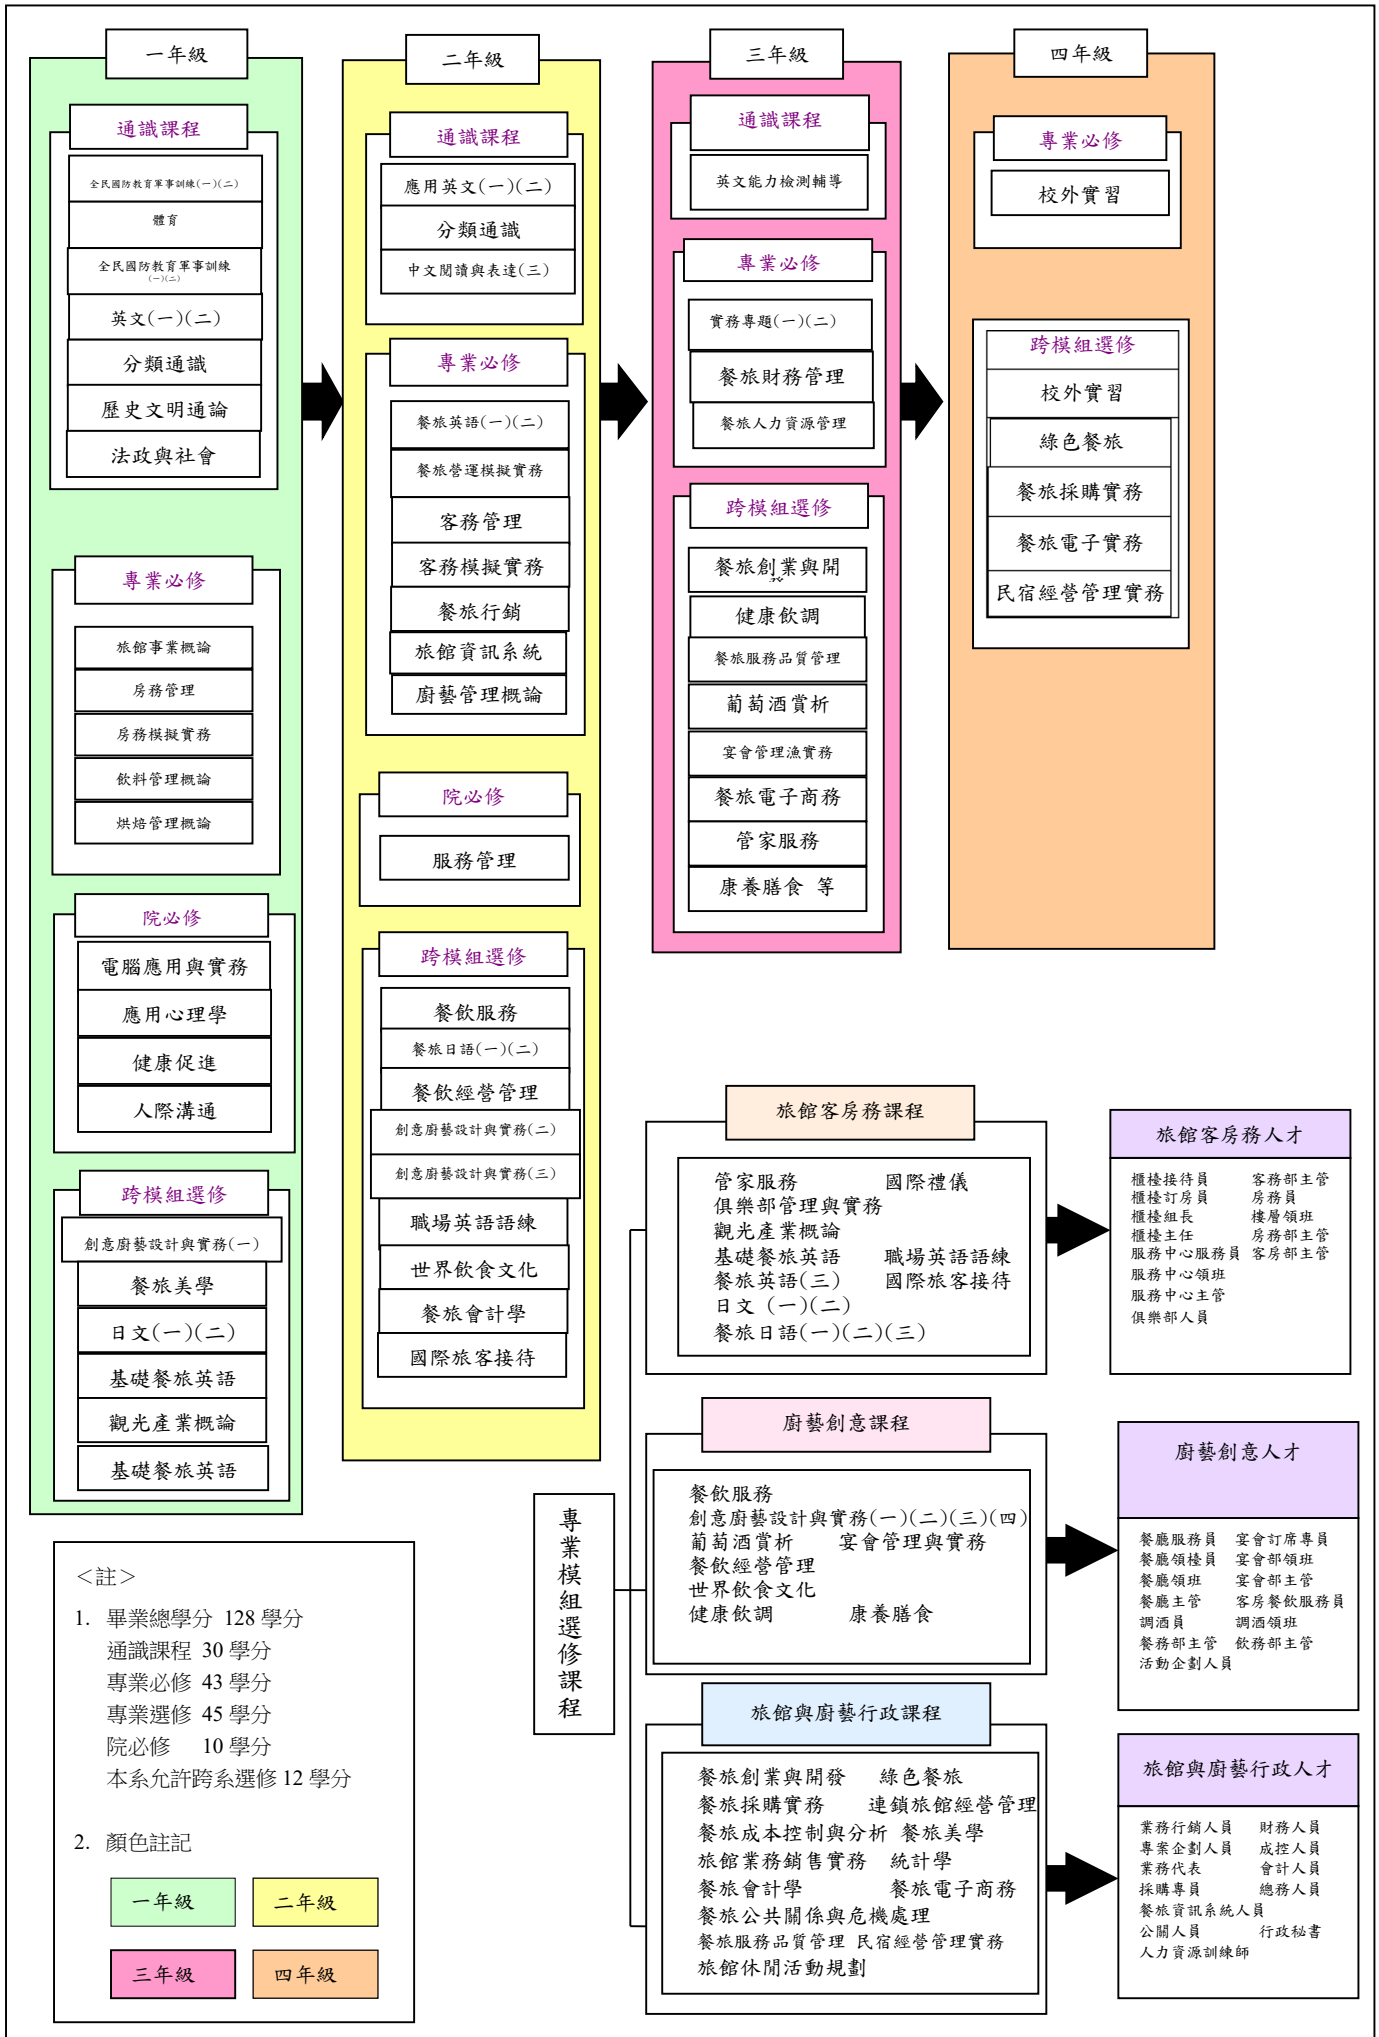 一年級
通識課程
全民國防教育軍事訓練(一)(二)
體育
全民國防教育軍事訓練
(一)(二)
英文(一)(二)
分類通識
歷史文明通論
法政與社會
專業必修
旅館事業概論
房務管理
房務模擬實務
飲料管理概論
烘焙管理概論
院必修
電腦應用與實務
應用心理學
健康促進
人際溝通
跨模組選修
創意廚藝設計與實務(一)
餐旅美學
日文(一)(二)
基礎餐旅英語
觀光產業概論
基礎餐旅英語
二年級
通識課程
應用英文(一)(二)
分類通識
中文閱讀與表達(三)
專業必修
餐旅英語(一)(二)
餐旅營運模擬實務
客務管理
客務模擬實務
餐旅行銷
旅館資訊系統
廚藝管理概論
院必修
服務管理
跨模組選修
餐飲服務
餐旅日語(一)(二)
餐飲經營管理
創意廚藝設計與實務(二)
創意廚藝設計與實務(三)
職場英語語練
世界飲食文化
餐旅會計學
國際旅客接待
三年級
通識課程
英文能力檢測輔導
專業必修
實務專題(一)(二)
餐旅財務管理
餐旅人力資源管理
跨模組選修
餐旅創業與開
健康飲調
餐旅服務品質管理
葡萄酒賞析
宴會管理漁實務
餐旅電子商務
管家服務
康養膳食 等
四年級
專業必修
校外實習
跨模組選修
校外實習
綠色餐旅
餐旅採購實務
餐旅電子實務
民宿經營管理實務
專業模組選修課程
旅館客房務課程
管家服務 國際禮儀
俱樂部管理與實務
觀光產業概論
基礎餐旅英語 職場英語語練
餐旅英語(三) 國際旅客接待
日文 (一)(二)
餐旅日語(一)(二)(三)
旅館客房務人才
櫃檯接待員 客務部主管
櫃檯訂房員 房務員
櫃檯組長 樓層領班
櫃檯主任 房務部主管
服務中心服務員 客房部主管
服務中心領班
服務中心主管
俱樂部人員
廚藝創意課程
餐飲服務
創意廚藝設計與實務(一)(二)(三)(四)
葡萄酒賞析 宴會管理與實務
餐飲經營管理
世界飲食文化
健康飲調 康養膳食
廚藝創意人才
餐廳服務員 宴會訂席專員
餐廳領檯員 宴會部領班
餐廳領班 宴會部主管
餐廳主管 客房餐飲服務員
調酒員 調酒領班
餐務部主管 飲務部主管
活動企劃人員
旅館與廚藝行政課程
餐旅創業與開發 綠色餐旅
餐旅採購實務 連鎖旅館經營管理
餐旅成本控制與分析 餐旅美學
旅館業務銷售實務 統計學
餐旅會計學 餐旅電子商務
餐旅公共關係與危機處理
餐旅服務品質管理 民宿經營管理實務
旅館休閒活動規劃
旅館與廚藝行政人才
業務行銷人員 財務人員
專案企劃人員 成控人員
業務代表 會計人員
採購專員 總務人員
餐旅資訊系統人員
公關人員 行政秘書
人力資源訓練師
＜註＞
1. 畢業總學分 128 學分
通識課程 30 學分
專業必修 43 學分
專業選修 45 學分
院必修 10 學分
本系允許跨系選修 12 學分
2. 顏色註記
一年級 二年級
三年級 四年級